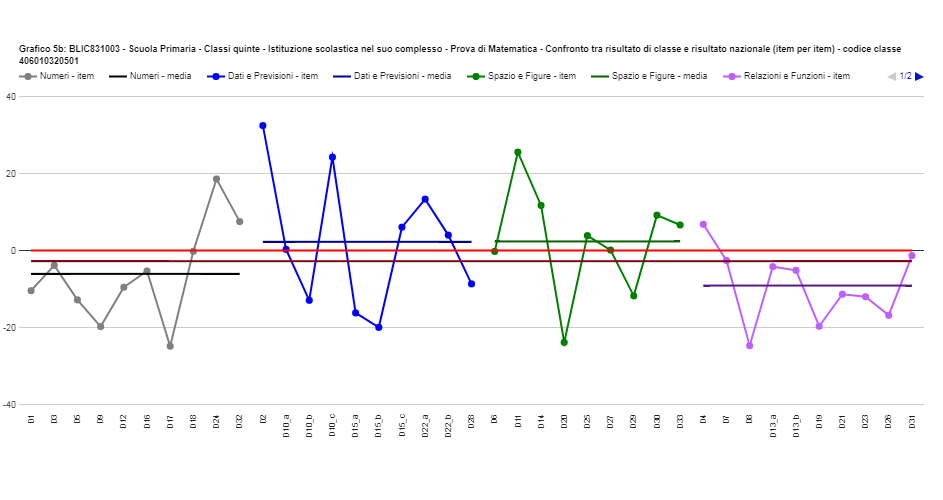 Grafico 5b: BLIC831003 - Scuola Primaria - Classi quinte - Istituzione scolastica nel suo complesso - Prova di Matematica - Confronto tra risultato di classe e risultato nazionale (item per item) - codice classe
406010320501
Numeri - item Numeri - media Dati e Previsioni - item Dati e Previsioni - media Spazio e Figure - item Spazio e Figure - media Relazioni e Funzioni - item 1/2
40
20
0
-20
-40
D1 D3 D5 D9 D12 D16 D17 D18 D24 D32 D2 D10_a D10_b D10_c D15_a D15_b D15_c D22_a D22_b D28 D6 D11 D14 D20 D25 D27 D29 D30 D33 D4 D7 D8 D13_a D13_b D19 D21 D23 D26 D31